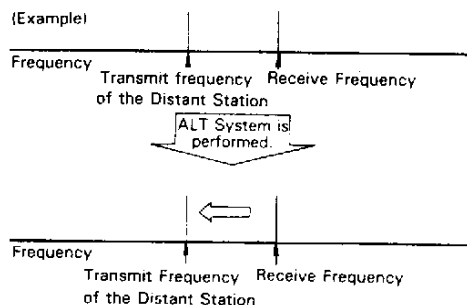 (Example)
Frequency
Transmit frequency
of the Distant Station
Receive Frequency
ALT System is
performed.
Frequency
Transmit Frequency
of the Distant Station
Receive Frequency